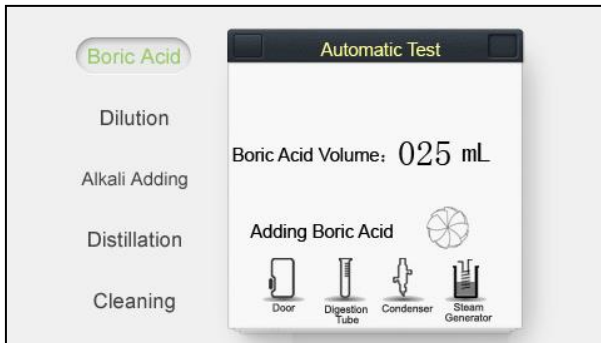 Boric Acid
Dilution
Alkali Adding
Distillation
Cleaning
Automatic Test
Boric Acid Volume: 025 mL
Adding Boric Acid
Door
Digestion
Tube
Condenser
Steam
Generator